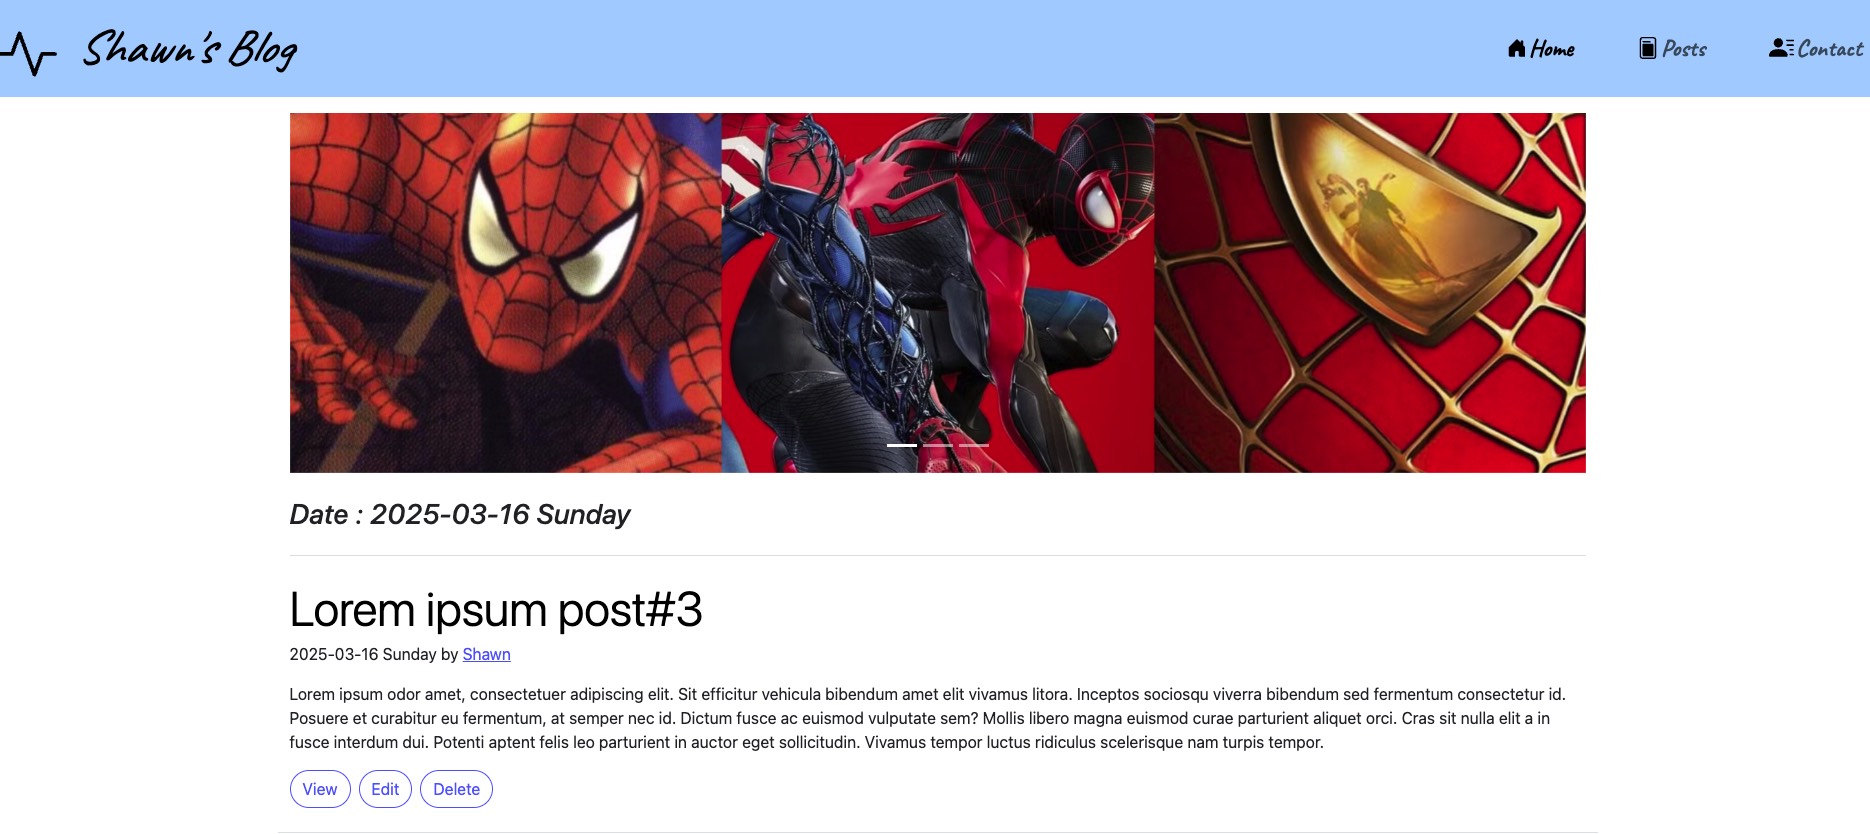 Shawn's Blog
Home
Posts
Contact
Date : 2025-03-16 Sunday
Lorem ipsum post#3
2025-03-16 Sunday by Shawn
Lorem ipsum odor amet, consectetuer adipiscing elit. Sit efficitur vehicula bibendum amet elit vivamus litora. Inceptos sociosqu viverra bibendum sed fermentum consectetur id.
Posuere et curabitur eu fermentum, at semper nec id. Dictum fusce ac euismod vulputate sem? Mollis libero magna euismod curae parturient aliquet orci. Cras sit nulla elit a in
fusce interdum dui. Potenti aptent felis leo parturient in auctor eget sollicitudin. Vivamus tempor luctus ridiculus scelerisque nam turpis tempor.
View
Edit
Delete